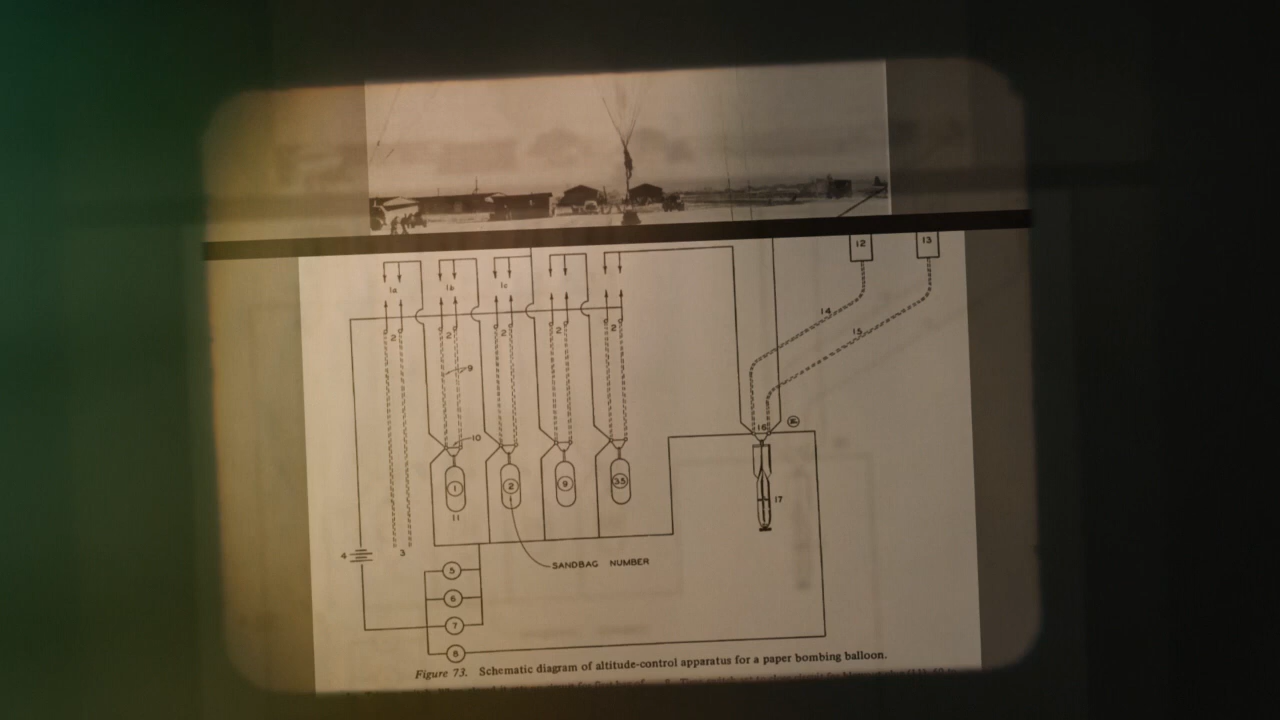 12 13
1a 1b 1c
14
2 2 2 2 2
15
9
10
16
1 2 9 35
17
11
4 3
SANDBAG NUMBER
5
6
7
8
Figure 73. Schematic diagram of altitude-control apparatus for a paper bombing balloon.